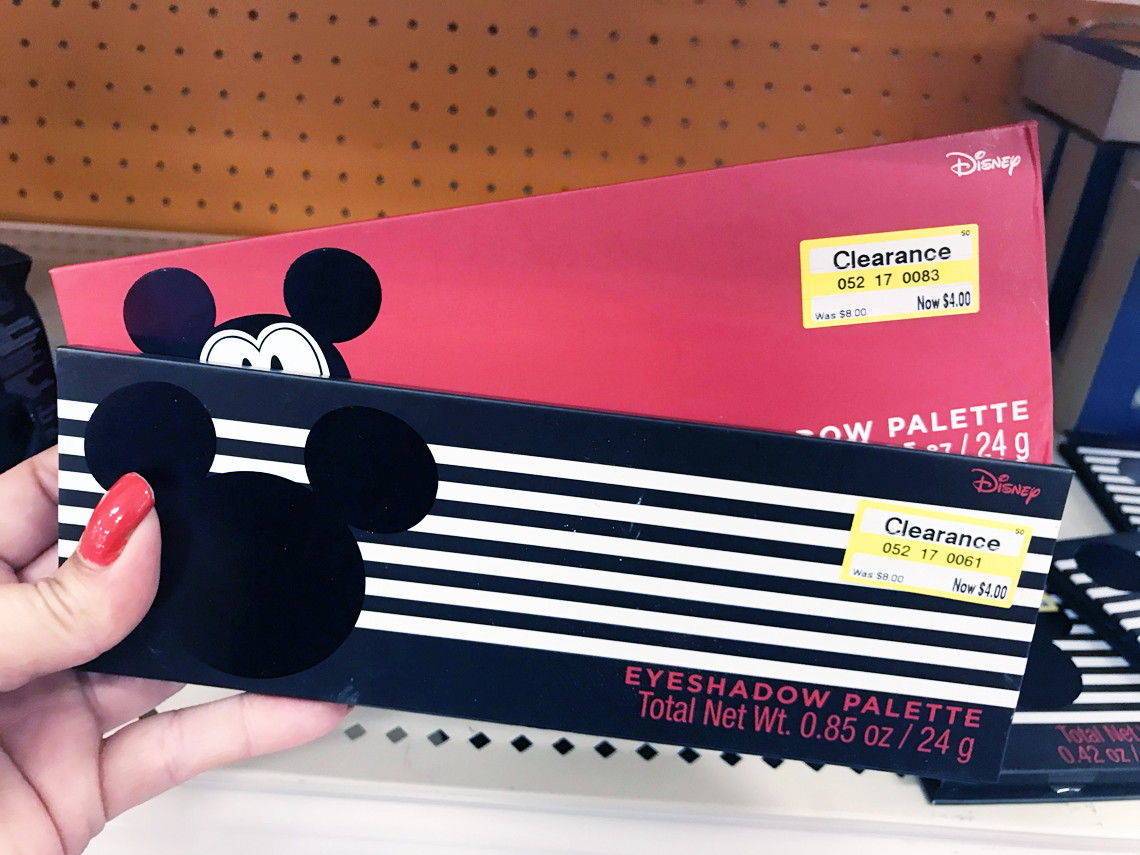 Disney
50
Clearance
052 17 0083
Was $8.00 Now $4.00
PALETTE
/ 24 g
Disney
50
Clearance
052 17 0061
Was $8.00 Now $4.00
EYESHADOW PALETTE
Total Net Wt. 0.85 oz / 24 g
Total Net
0.42 oz /